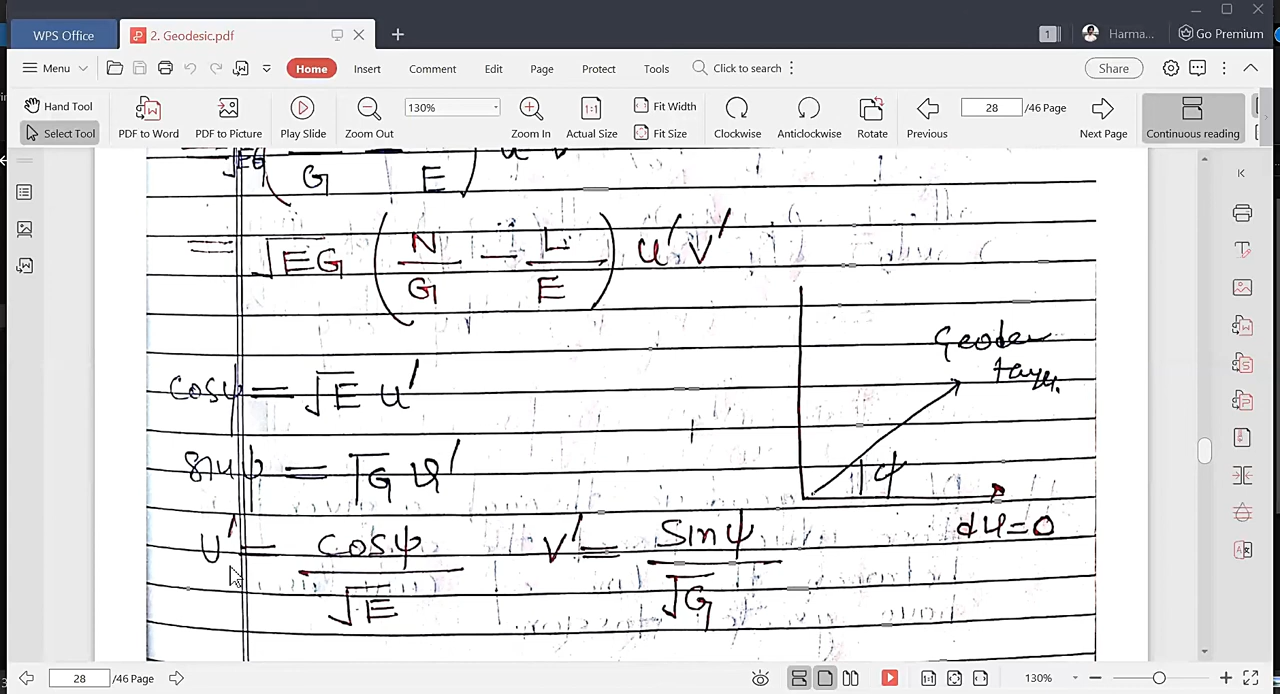 WPS Office 2. Geodesic.pdf 1 Harma... Go Premium
Menu Home Insert Comment Edit Page Protect Tools Click to search Share
Hand Tool 130% Fit Width 28 /46 Page
Select Tool PDF to Word PDF to Picture Play Slide Zoom Out Zoom In Actual Size Fit Size Clockwise Anticlockwise Rotate Previous Next Page Continuous reading
= √EG ( N/G − L/E ) u′ v′
cosψ = √E u′
sinψ = √G v′
u′ = cosψ/√E v′ = sinψ/√G
ψ
28 /46 Page 130%